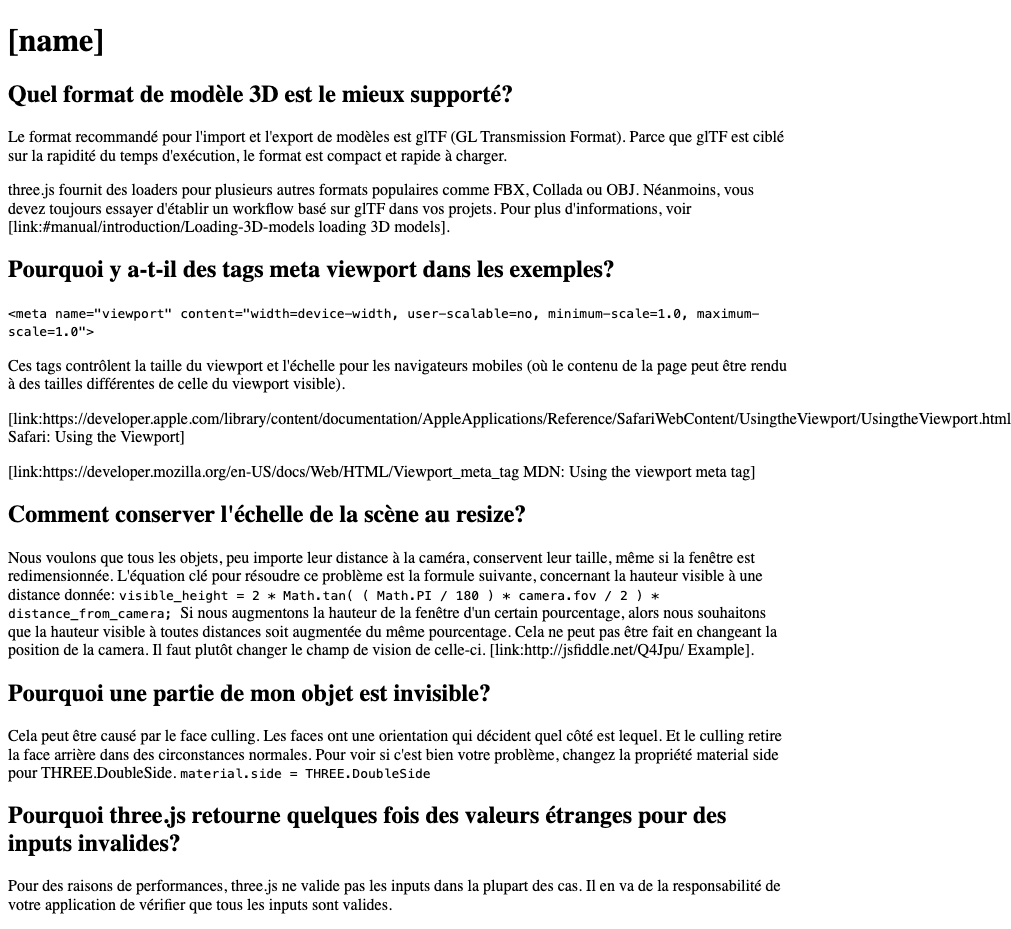 [name]
Quel format de modèle 3D est le mieux supporté?
Le format recommandé pour l'import et l'export de modèles est glTF (GL Transmission Format). Parce que glTF est ciblé
sur la rapidité du temps d'exécution, le format est compact et rapide à charger.
three.js fournit des loaders pour plusieurs autres formats populaires comme FBX, Collada ou OBJ. Néanmoins, vous
devez toujours essayer d'établir un workflow basé sur glTF dans vos projets. Pour plus d'informations, voir
[link:#manual/introduction/Loading-3D-models loading 3D models].
Pourquoi y a-t-il des tags meta viewport dans les exemples?
<meta name="viewport" content="width=device-width, user-scalable=no, minimum-scale=1.0, maximum-
scale=1.0">
Ces tags contrôlent la taille du viewport et l'échelle pour les navigateurs mobiles (où le contenu de la page peut être rendu
à des tailles différentes de celle du viewport visible).
[link:https://developer.apple.com/library/content/documentation/AppleApplications/Reference/SafariWebContent/UsingtheViewport/UsingtheViewport.html
Safari: Using the Viewport]
[link:https://developer.mozilla.org/en-US/docs/Web/HTML/Viewport_meta_tag MDN: Using the viewport meta tag]
Comment conserver l'échelle de la scène au resize?
Nous voulons que tous les objets, peu importe leur distance à la caméra, conservent leur taille, même si la fenêtre est
redimensionnée. L'équation clé pour résoudre ce problème est la formule suivante, concernant la hauteur visible à une
distance donnée: visible_height = 2 * Math.tan( ( Math.PI / 180 ) * camera.fov / 2 ) *
distance_from_camera; Si nous augmentons la hauteur de la fenêtre d'un certain pourcentage, alors nous souhaitons
que la hauteur visible à toutes distances soit augmentée du même pourcentage. Cela ne peut pas être fait en changeant la
position de la camera. Il faut plutôt changer le champ de vision de celle-ci. [link:http://jsfiddle.net/Q4Jpu/ Example].
Pourquoi une partie de mon objet est invisible?
Cela peut être causé par le face culling. Les faces ont une orientation qui décident quel côté est lequel. Et le culling retire
la face arrière dans des circonstances normales. Pour voir si c'est bien votre problème, changez la propriété material side
pour THREE.DoubleSide. material.side = THREE.DoubleSide
Pourquoi three.js retourne quelques fois des valeurs étranges pour des
inputs invalides?
Pour des raisons de performances, three.js ne valide pas les inputs dans la plupart des cas. Il en va de la responsabilité de
votre application de vérifier que tous les inputs sont valides.